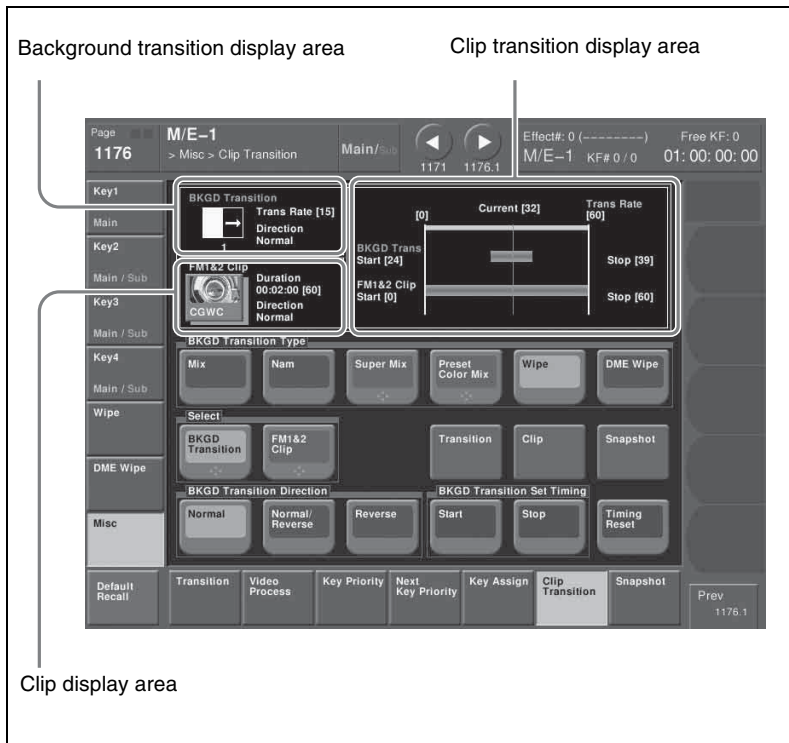 Background transition display area
Clip transition display area
Page
1176
M/E–1
> Misc > Clip Transition
Main/Sub
1171
1176.1
Effect#: 0 (--------)
M/E–1 KF# 0 / 0
Free KF: 0
01: 00: 00: 00
Key1
Main
Key2
Main / Sub
Key3
Main / Sub
Key4
Main / Sub
Wipe
DME Wipe
Misc
Default
Recall
BKGD Transition
1
Trans Rate [15]
Direction
Normal
FM1&2 Clip
CGWC
Duration
00:02:00 [60]
Direction
Normal
[0]
Current [32]
Trans Rate
[60]
BKGD Trans
Start [24]
Stop [39]
FM1&2 Clip
Start [0]
Stop [60]
BKGD Transition Type
Mix
Nam
Super Mix
Preset
Color Mix
Wipe
DME Wipe
Select
BKGD
Transition
FM1&2
Clip
Transition
Clip
Snapshot
BKGD Transition Direction
Normal
Normal/
Reverse
Reverse
BKGD Transition Set Timing
Start
Stop
Timing
Reset
Transition
Video
Process
Key Priority
Next
Key Priority
Key Assign
Clip
Transition
Snapshot
Prev
1176.1
Clip display area